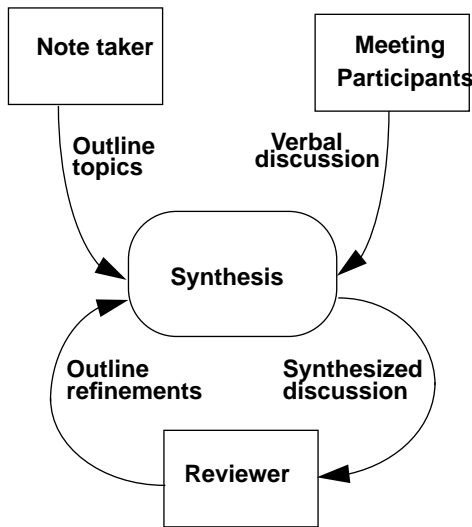 Note taker
Meeting
Participants
Outline
topics
Verbal
discussion
Synthesis
Outline
refinements
Synthesized
discussion
Reviewer